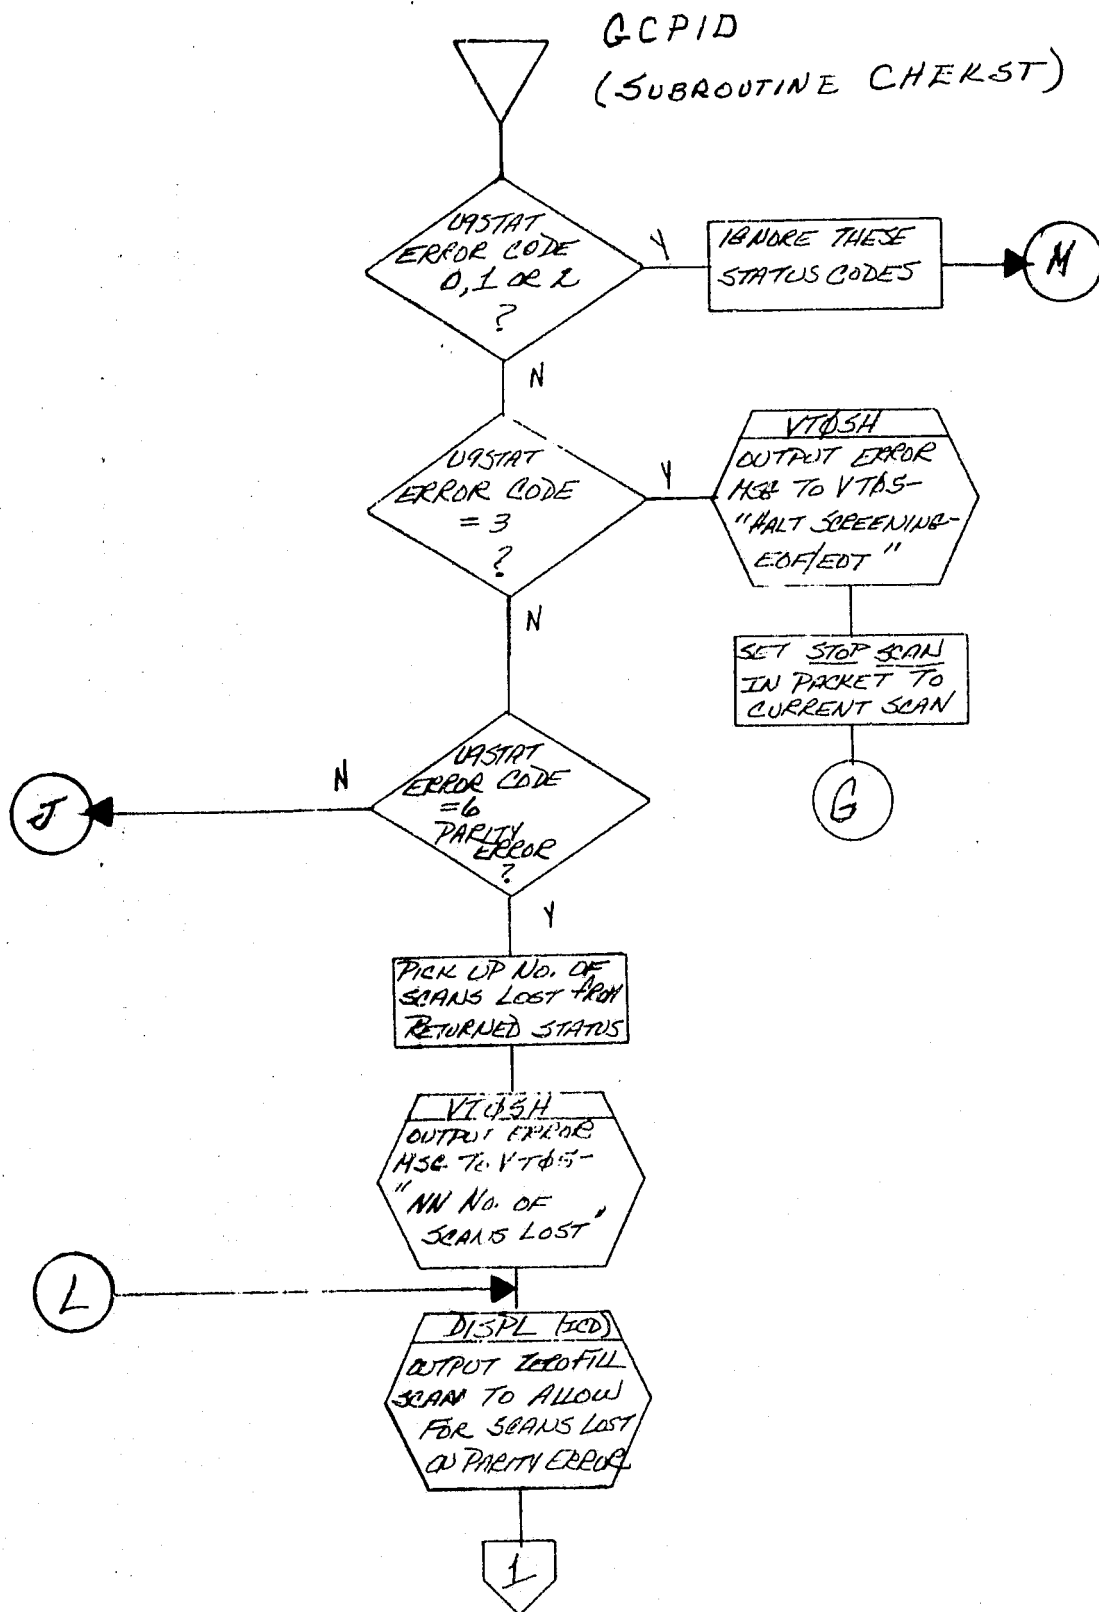 GCPID
(SUBROUTINE CHEKST)
U9STAT
ERROR CODE
0, 1 OR 2
?
Y
IGNORE THESE
STATUS CODES
M
N
U9STAT
ERROR CODE
= 3
?
Y
VTØSH
OUTPUT ERROR
MSG TO VTØS-
"HALT SCREENING-
EOF/EOT"
N
SET STOP SCAN
IN PACKET TO
CURRENT SCAN
G
U9STAT
ERROR CODE
=6
PARITY
ERROR
?
N
J
Y
PICK UP NO. OF
SCANS LOST FROM
RETURNED STATUS
VTØSH
OUTPUT ERROR
MSG TO VTØS-
"NN NO. OF
SCANS LOST"
L
DISPL (ICD)
OUTPUT ZERO FILL
SCAN TO ALLOW
FOR SCANS LOST
ON PARITY ERROR
1